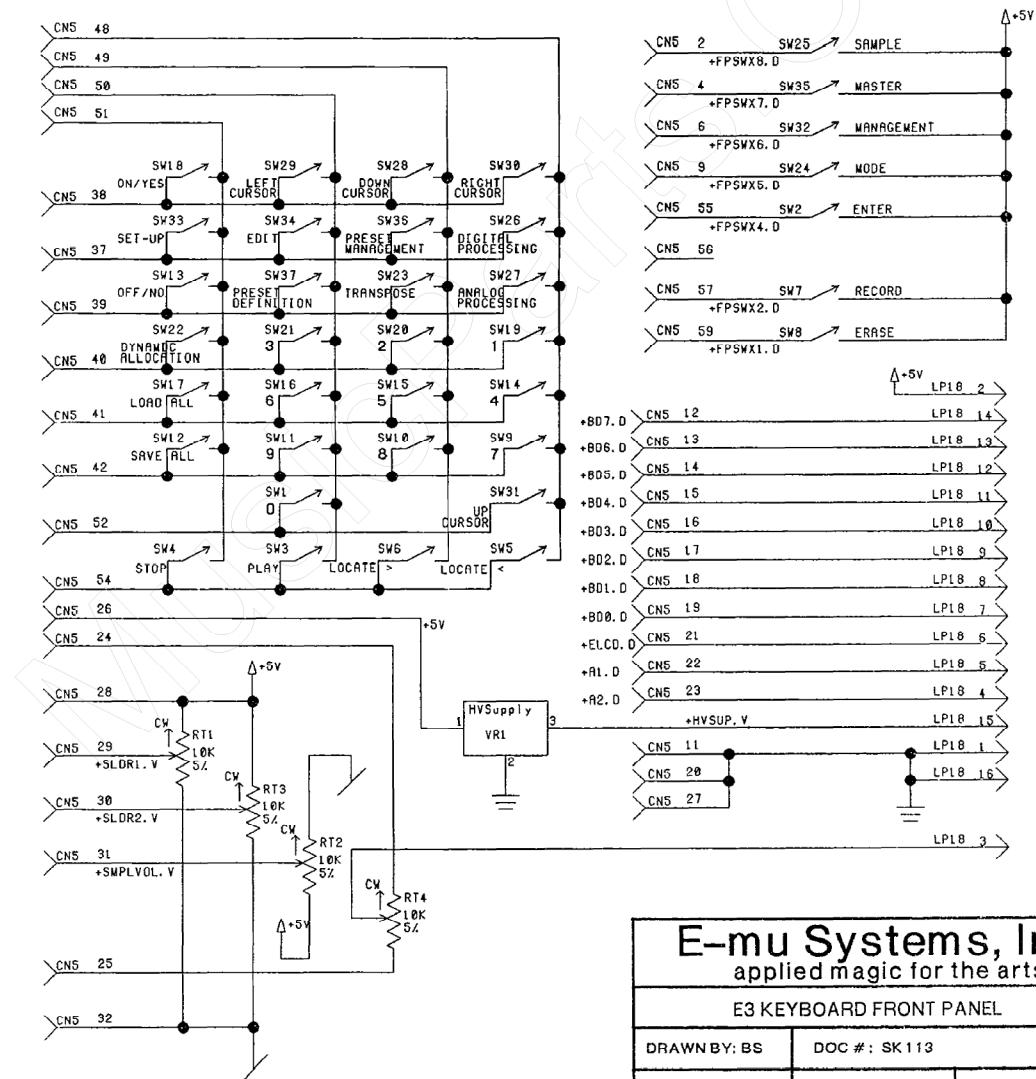 CN5 48
CN5 49
CN5 50
CN5 51
SW18 SW29 SW28 SW30
ON/YES LEFT CURSOR DOWN CURSOR RIGHT CURSOR
CN5 38
SW33 SW34 SW36 SW26
SET-UP EDIT PRESET MANAGEMENT DIGITAL PROCESSING
CN5 37
SW13 SW37 SW23 SW27
OFF/NO PRESET DEFINITION TRANSPOSE ANALOG PROCESSING
CN5 39
SW22 SW21 SW20 SW19
DYNAMIC ALLOCATION 3 2 1
CN5 40
SW17 SW16 SW15 SW14
LOAD ALL 6 5 4
CN5 41
SW12 SW11 SW10 SW9
SAVE ALL 9 8 7
CN5 42
SW1 SW31
0 UP CURSOR
CN5 52
SW4 SW3 SW6 SW5
STOP PLAY LOCATE > LOCATE <
CN5 54
CN5 26
+5V
CN5 24
+5V
CN5 28
CW RT1
10K
5%
CN5 29
+SLDR1.V
CW RT3
10K
5%
CN5 30
+SLDR2.V
CW RT2
10K
5%
CN5 31
+SMPLVOL.V
CW RT4
10K
5%
+5V
CN5 25
CN5 32
HVSupply
1 VR1 3
2
+5V
CN5 2 SW25 SAMPLE
+FPSWX8.D
CN5 4 SW35 MASTER
+FPSWX7.D
CN5 6 SW32 MANAGEMENT
+FPSWX6.D
CN5 9 SW24 MODE
+FPSWX5.D
CN5 55 SW2 ENTER
+FPSWX4.D
CN5 56
CN5 57 SW7 RECORD
+FPSWX2.D
CN5 59 SW8 ERASE
+FPSWX1.D
+5V LP18 2
+BD7.D CN5 12 LP18 14
+BD6.D CN5 13 LP18 13
+BD5.D CN5 14 LP18 12
+BD4.D CN5 15 LP18 11
+BD3.D CN5 16 LP18 10
+BD2.D CN5 17 LP18 9
+BD1.D CN5 18 LP18 8
+BD0.D CN5 19 LP18 7
+ELCD.D CN5 21 LP18 6
+A1.D CN5 22 LP18 5
+A2.D CN5 23 LP18 4
+HVSUP.V LP18 15
CN5 11 LP18 1
CN5 20 LP18 16
CN5 27
LP18 3
E-mu Systems, I
applied magic for the arts
E3 KEYBOARD FRONT PANEL
DRAWN BY: BS DOC #: SK113